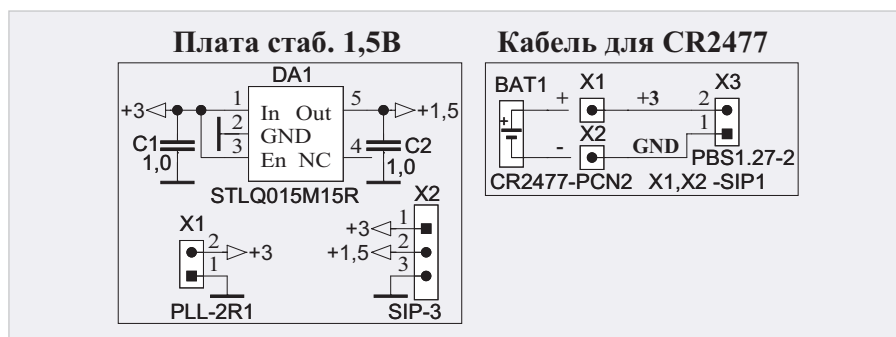 Плата стаб. 1,5В
DA1
+3
1
In Out
5
+1,5
2
GND
C1
1,0
3
En NC
4
C2
1,0
STLQ015M15R
X1
2
+3
1
PLL-2R1
X2
+3
1
+1,5
2
3
SIP-3
Кабель для CR2477
BAT1
X1
X3
+
+
+3
2
X2
1
-
GND
PBS1.27-2
CR2477-PCN2
X1,X2 -SIP1